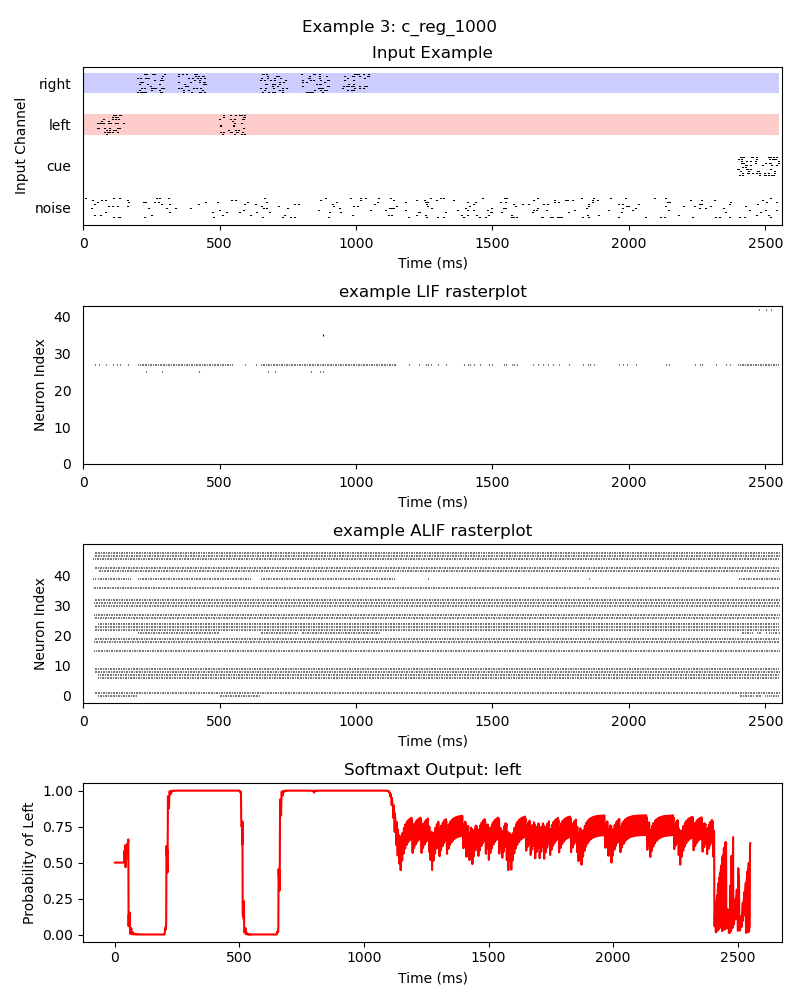 Example 3: c_reg_1000
Input Example
Input Channel
right
left
cue
noise
0 500 1000 1500 2000 2500
Time (ms)
example LIF rasterplot
Neuron Index
40
30
20
10
0
0 500 1000 1500 2000 2500
Time (ms)
example ALIF rasterplot
Neuron Index
40
30
20
10
0
0 500 1000 1500 2000 2500
Time (ms)
Softmaxt Output: left
Probability of Left
1.00
0.75
0.50
0.25
0.00
0 500 1000 1500 2000 2500
Time (ms)